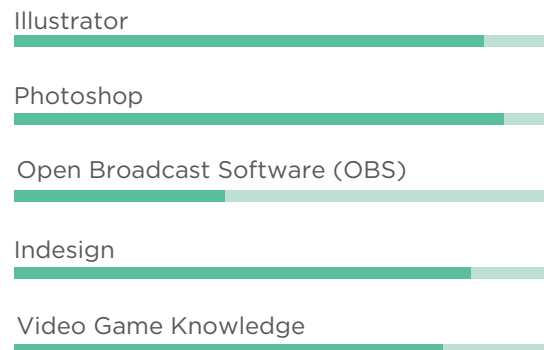 Illustrator
Photoshop
Open Broadcast Software (OBS)
Indesign
Video Game Knowledge